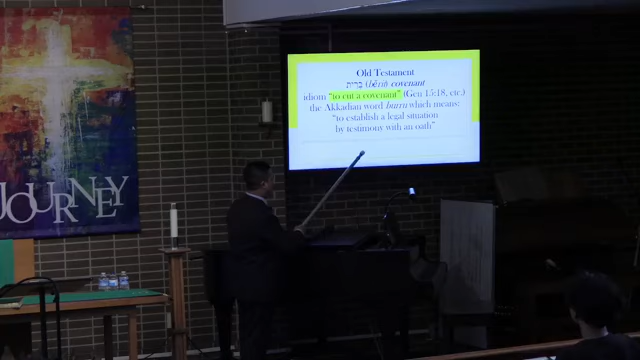 JOURNEY
Old Testament
בְּרִית (bĕrit) covenant
idiom "to cut a covenant" (Gen 15:18, etc.)
the Akkadian word burru which means:
"to establish a legal situation
by testimony with an oath"